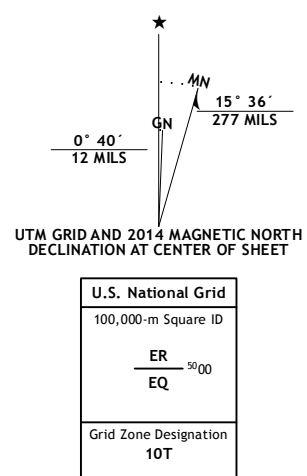 ★
MN
GN
15° 36´
277 MILS
0° 40´
12 MILS
UTM GRID AND 2014 MAGNETIC NORTH
DECLINATION AT CENTER OF SHEET
U.S. National Grid
100,000-m Square ID
ER
5000
EQ
Grid Zone Designation
10T